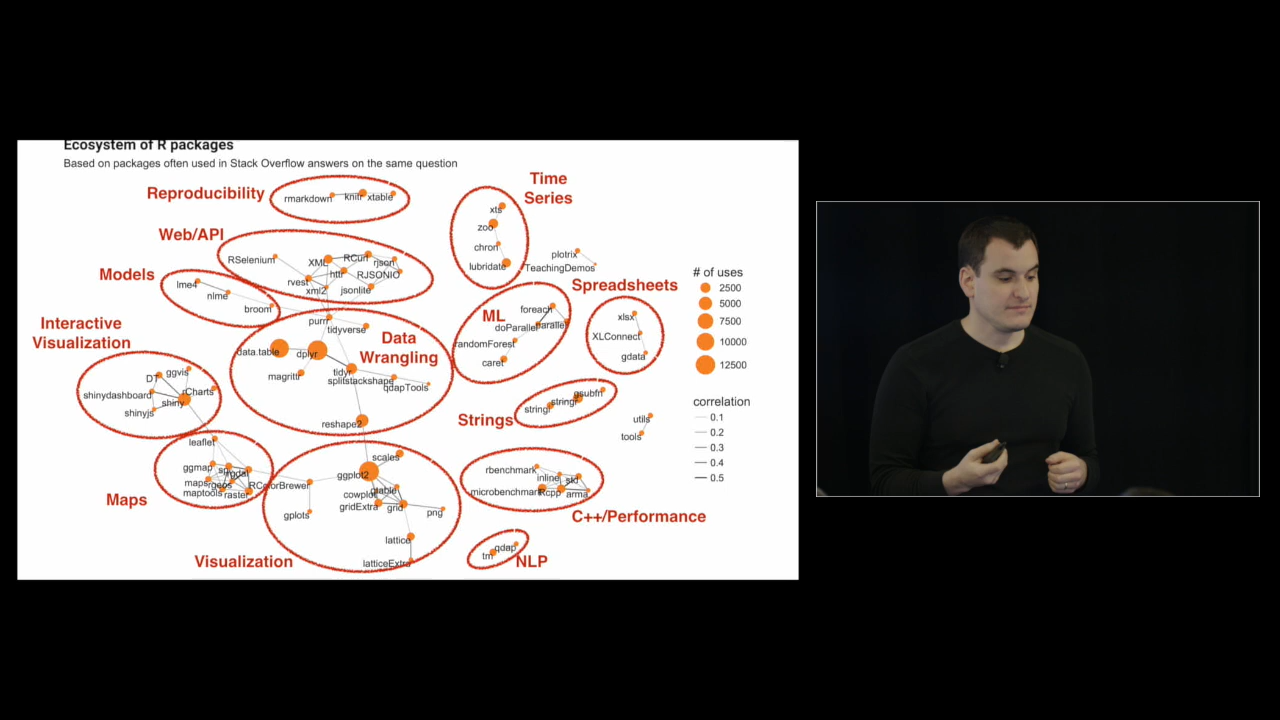 Ecosystem of R packages
Based on packages often used in Stack Overflow answers on the same question
Reproducibility
rmarkdown
knitr
xtable
Time
Series
xts
zoo
chron
lubridate
Web/API
RSelenium
XML
RCurl
rjson
httr
RJSONIO
rvest
xml2
jsonlite
plotrix
TeachingDemos
Models
lme4
nlme
broom
# of uses
2500
5000
7500
10000
12500
Spreadsheets
xlsx
XLConnect
gdata
ML
foreach
doParallel
parallel
randomForest
caret
Interactive
Visualization
ggvis
DT
rCharts
shinydashboard
shiny
shinyjs
purrr
tidyverse
Data
Wrangling
data.table
dplyr
magrittr
tidyr
splitstackshape
qdapTools
reshape2
correlation
0.1
0.2
0.3
0.4
0.5
Strings
gsubfn
stringr
stringi
utils
tools
leaflet
ggmap
sp
rgdal
maps
rgeos
maptools
raster
RColorBrewer
Maps
scales
ggplot2
gtable
cowplot
gridExtra
grid
png
gplots
lattice
latticeExtra
Visualization
rbenchmark
inline
std
microbenchmark
Rcpp
arma
C++/Performance
qdap
tm
NLP